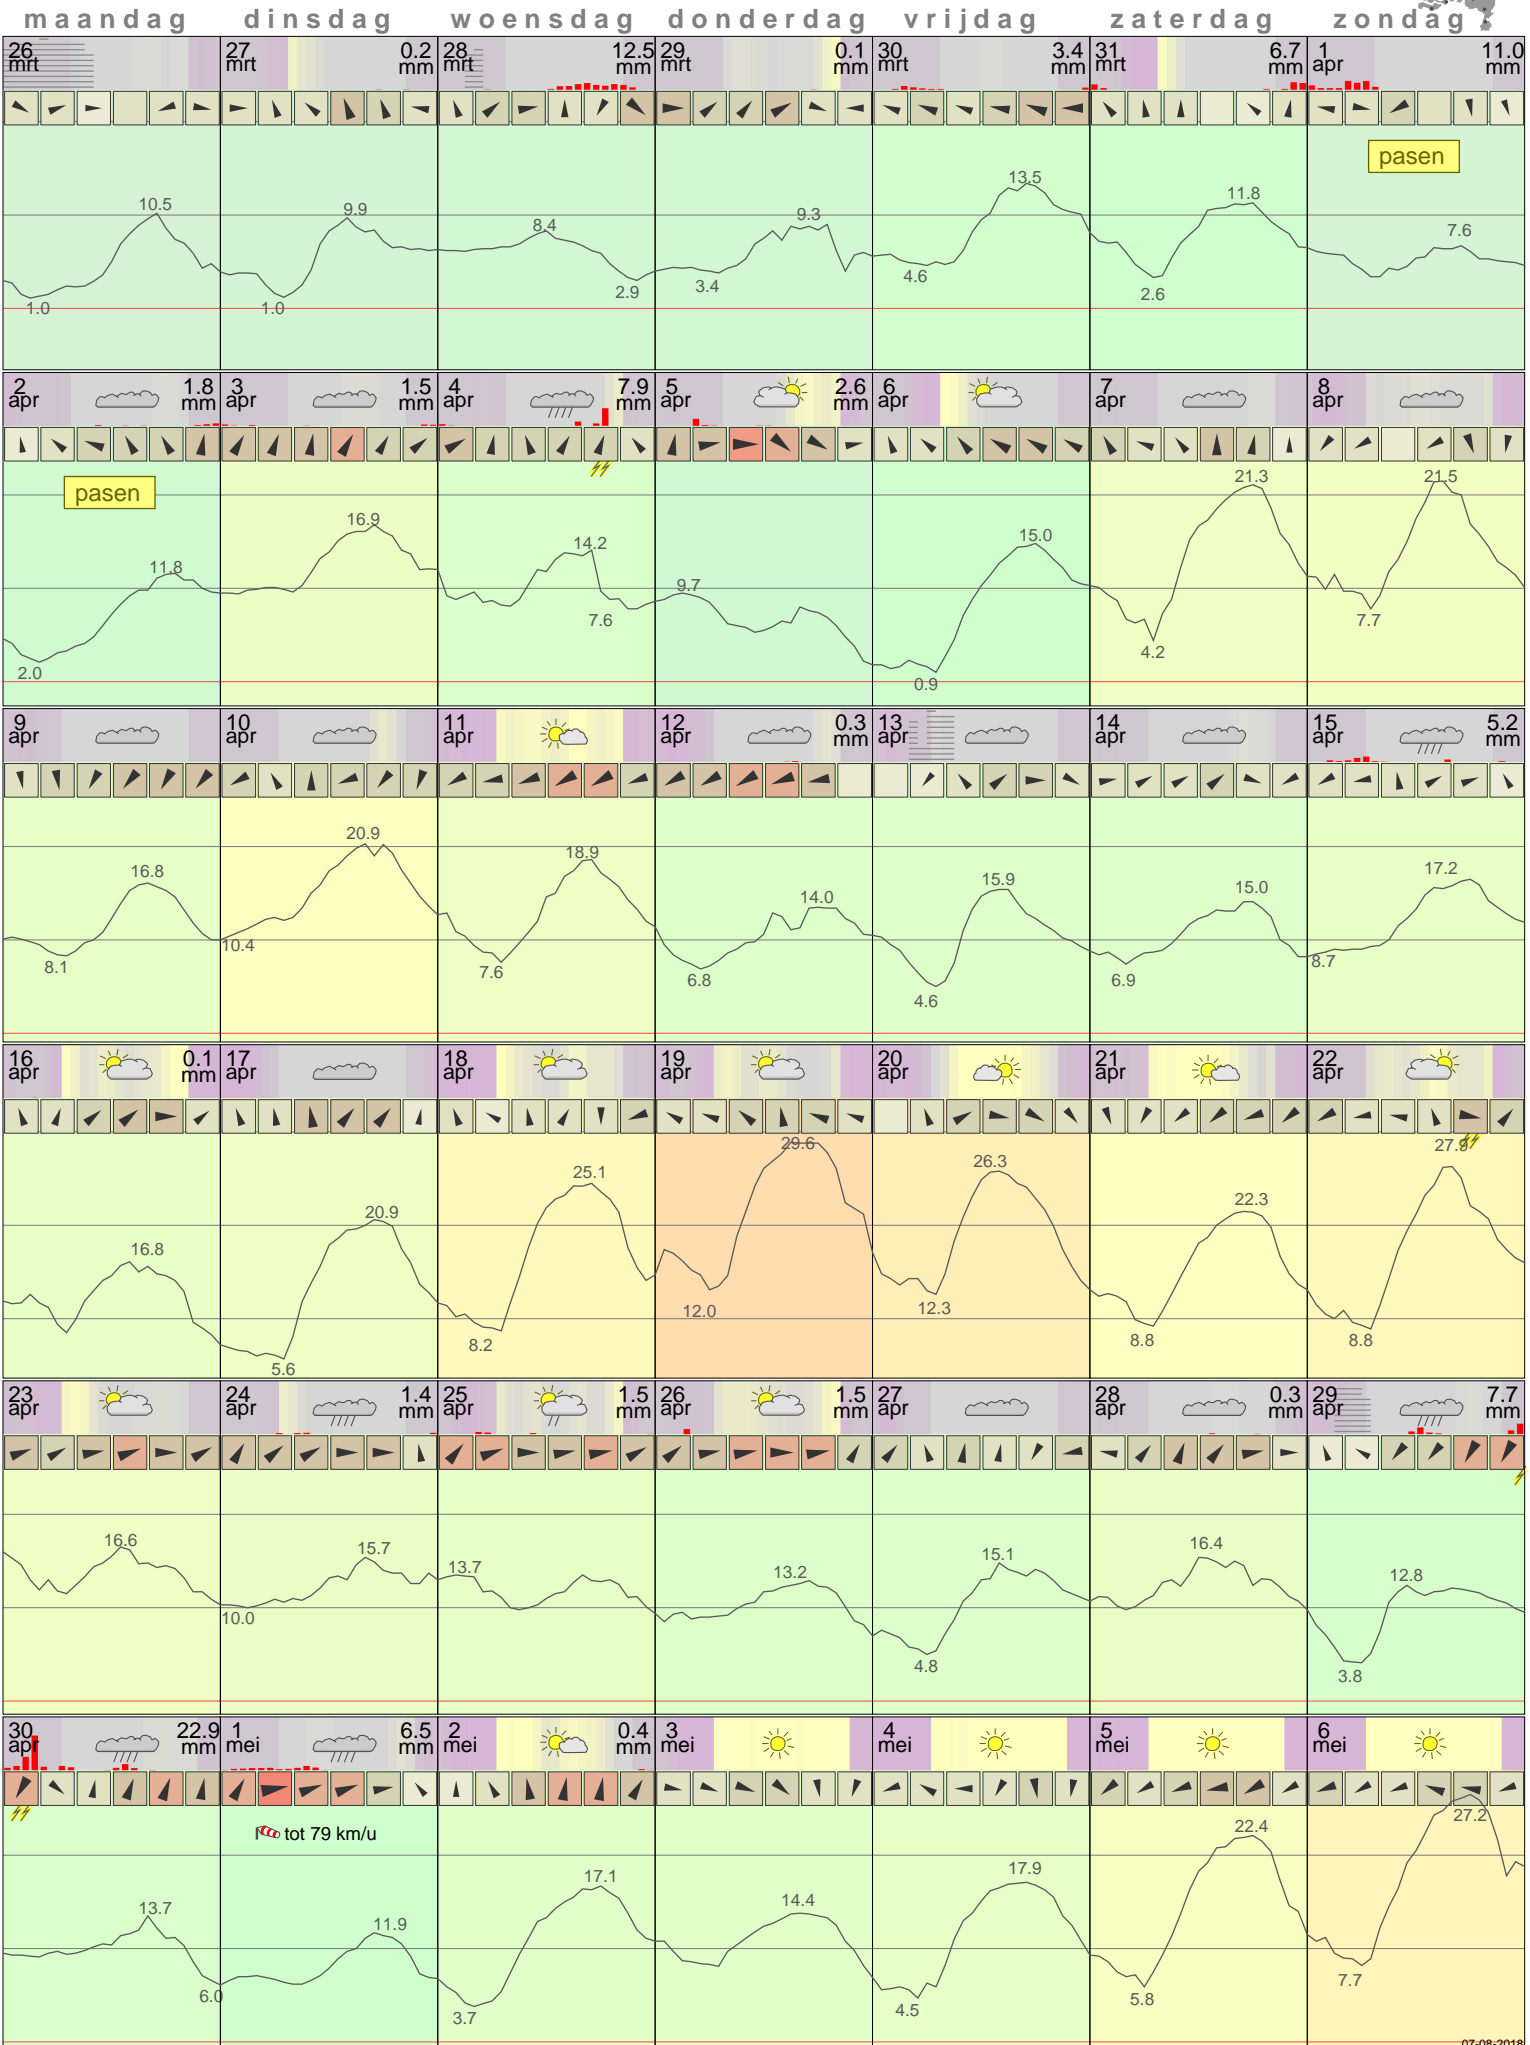 maandag dinsdag woensdag donderdag vrijdag zaterdag zondag
26 27 0.2 28 12.5 29 0.1 30 3.4 31 6.7 1 11.0
mrt mrt mm mrt mm mrt mm mrt mm mrt mm apr mm
pasen
10.5 9.9 8.4 9.3 13.5 11.8 7.6
1.0 1.0 2.9 3.4 4.6 2.6
2 1.8 3 1.5 4 7.9 5 2.6 6 7 8
apr mm apr mm apr mm apr mm apr apr apr
pasen
11.8 16.9 14.2 9.7 15.0 21.3 21.5
2.0 7.6 0.9 4.2 7.7
9 10 11 12 0.3 13 14 15 5.2
apr apr apr apr mm apr apr apr mm
16.8 20.9 18.9 14.0 15.9 15.0 17.2
8.1 10.4 7.6 6.8 4.6 6.9 8.7
16 0.1 17 18 19 20 21 22
apr mm apr apr apr apr apr apr
16.8 20.9 25.1 29.6 26.3 22.3 27.9
5.6 8.2 12.0 12.3 8.8 8.8
23 24 1.4 25 1.5 26 1.5 27 28 0.3 29 7.7
apr apr mm apr mm apr mm apr apr mm apr mm
16.6 15.7 13.7 13.2 15.1 16.4 12.8
10.0 4.8 3.8
30 22.9 1 6.5 2 0.4 3 4 5 6
apr mm mei mm mei mm mei mei mei mei
tot 79 km/u
13.7 11.9 17.1 14.4 17.9 22.4 27.2
6.0 3.7 4.5 5.8 7.7
07-08-2018